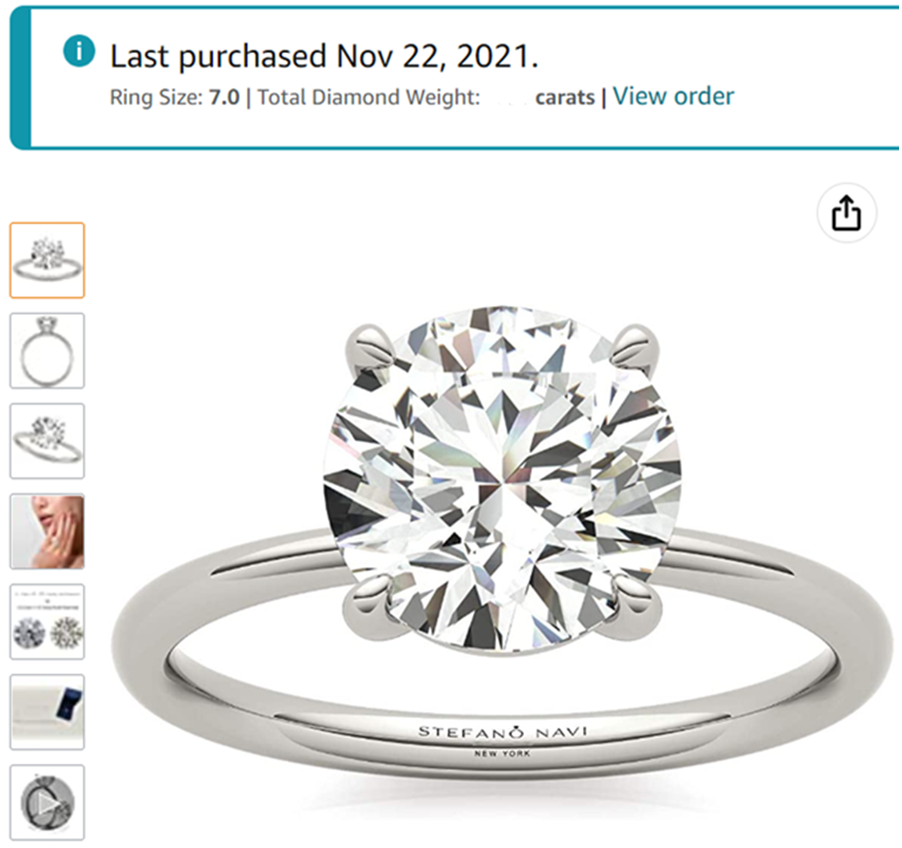 Last purchased Nov 22, 2021.
Ring Size: 7.0 | Total Diamond Weight: carats | View order
STEFANO NAVI
NEW YORK